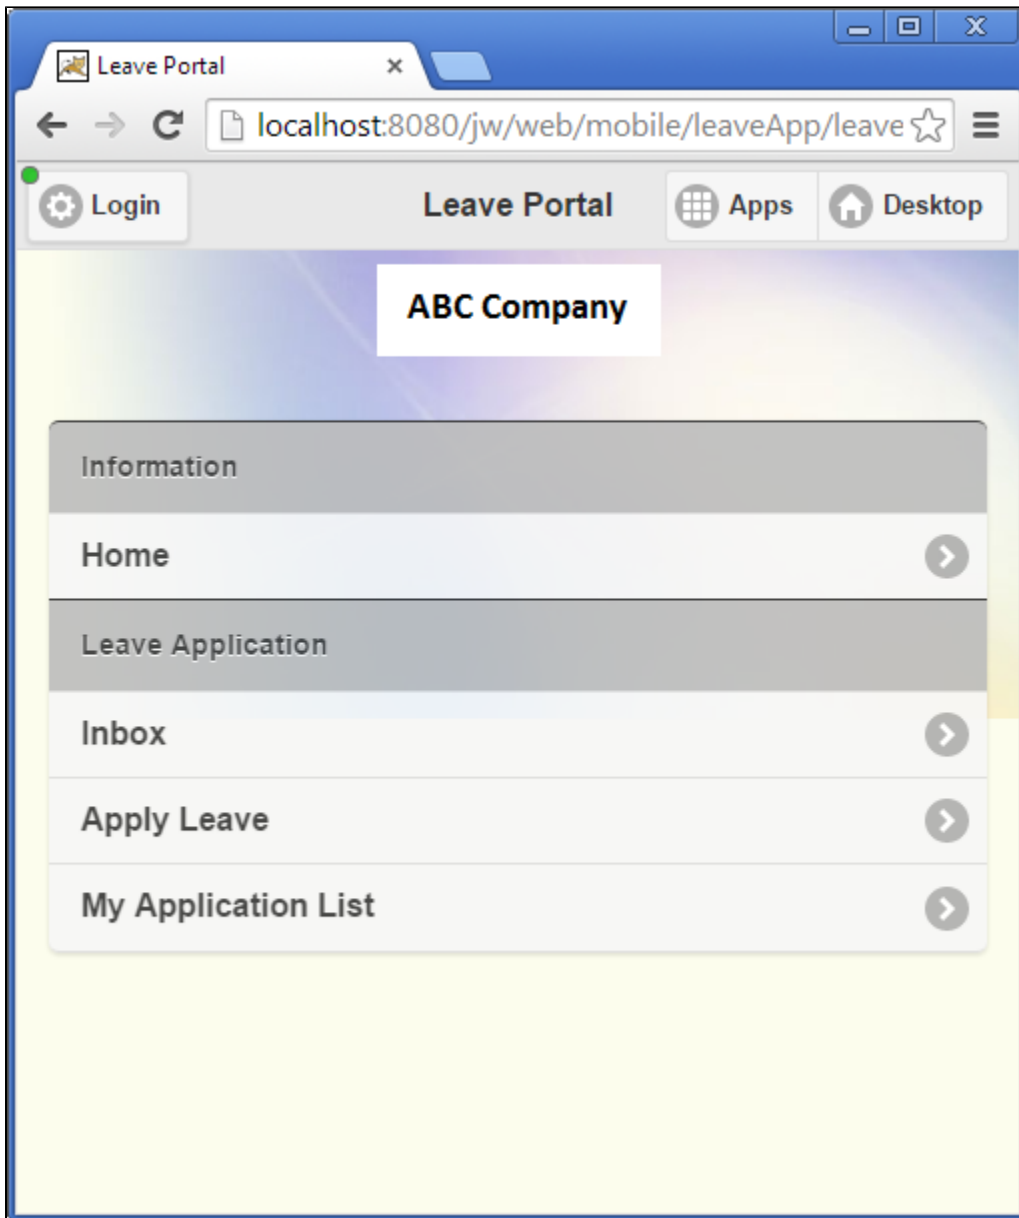 Leave Portal
localhost:8080/jw/web/mobile/leaveApp/leave
Login Leave Portal Apps Desktop
ABC Company
Information
Home
Leave Application
Inbox
Apply Leave
My Application List